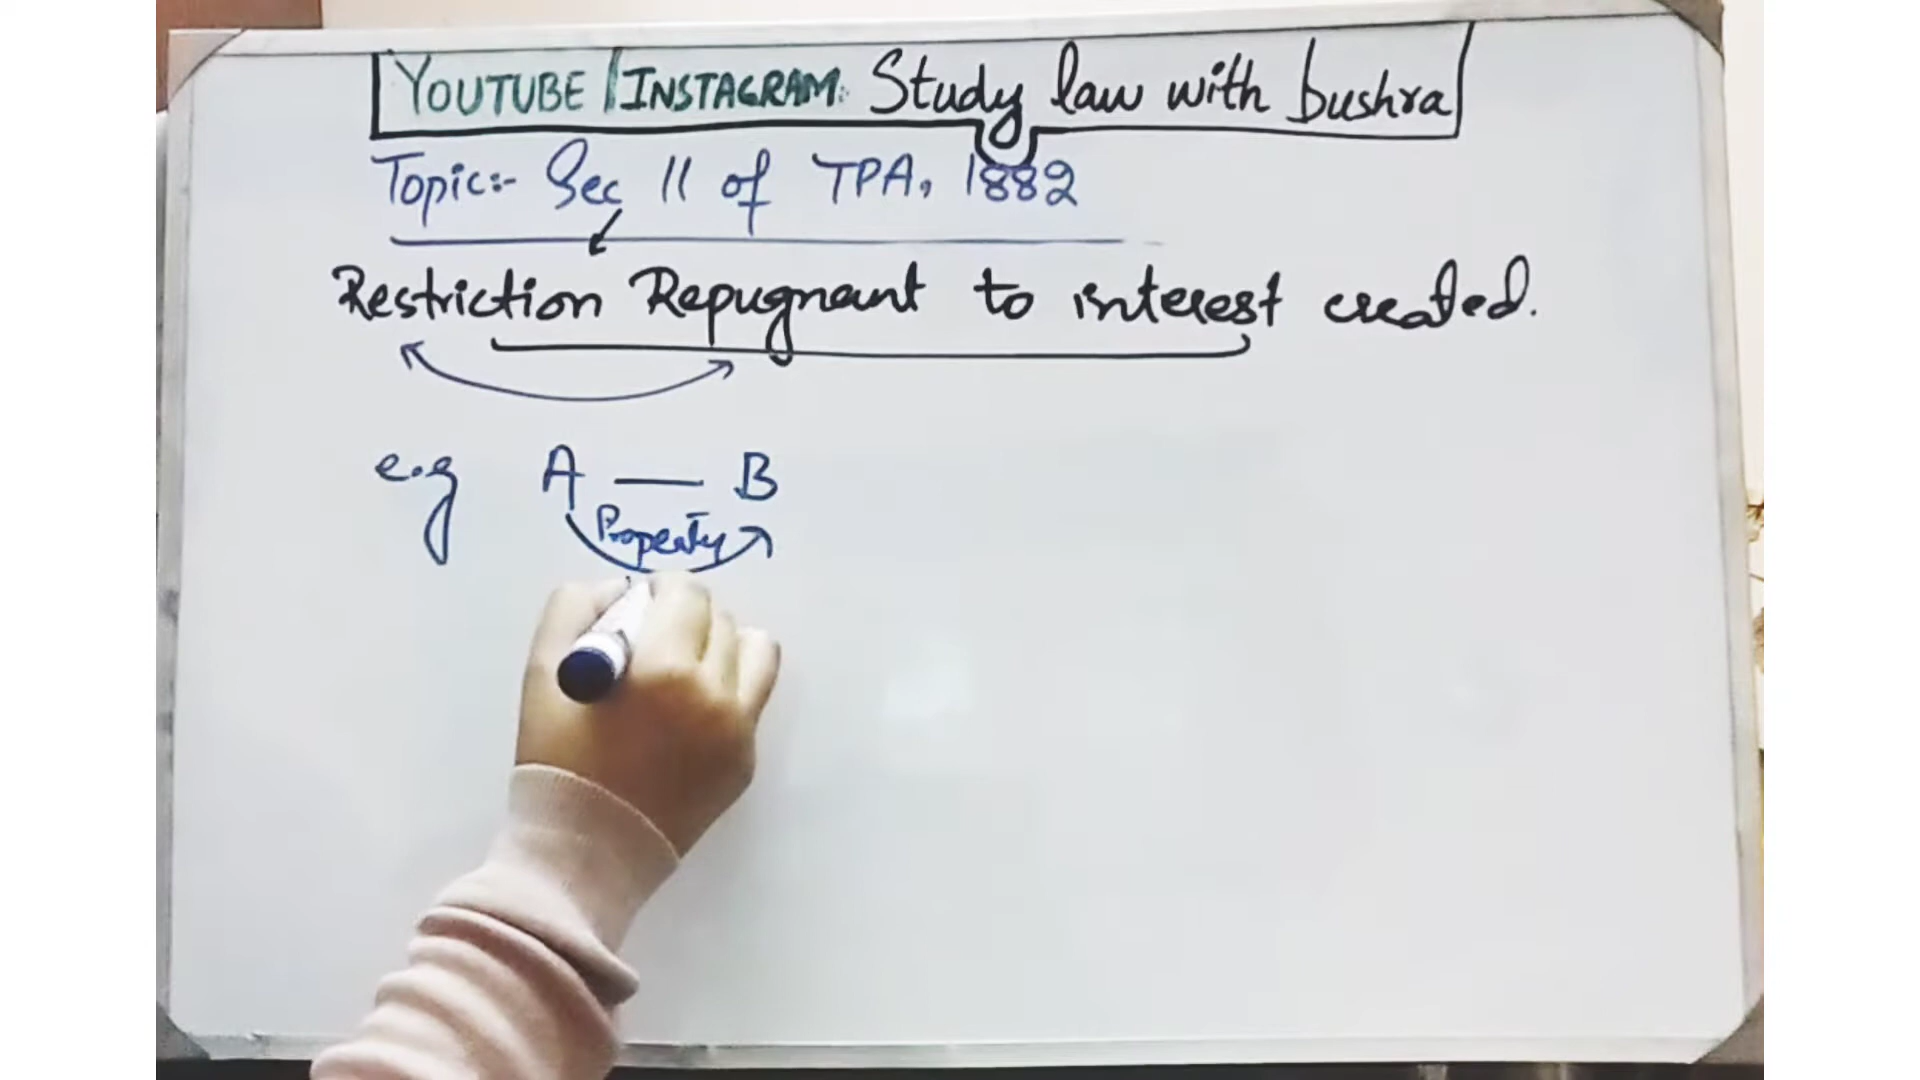 YOUTUBE/INSTAGRAM: Study law with bushra
Topic:- Sec 11 of TPA, 1882
Restriction Repugnant to interest created.
e.g A — B
Property